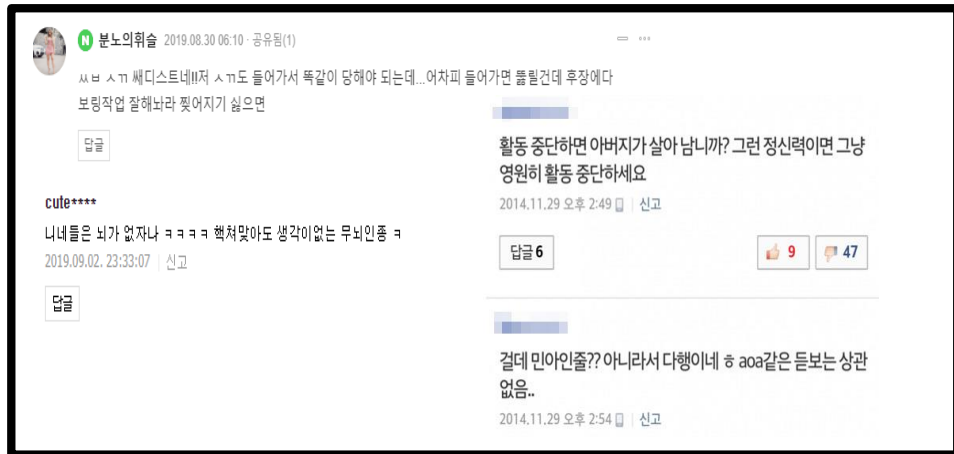 N 분노의휘슬 2019.08.30 06:10 · 공유됨(1)
ㅆㅂ ㅅㄲ 쌔디스트네!!저 ㅅㄲ도 들어가서 똑같이 당해야 되는데...어차피 들어가면 뚫릴건데 후장에다
보링작업 잘해놔라 찢어지기 싫으면
답글
cute****
니네들은 뇌가 없자나 ㅋㅋㅋㅋ 핵쳐맞아도 생각이없는 무뇌인종 ㅋ
2019.09.02. 23:33:07 | 신고
답글
활동 중단하면 아버지가 살아 남니까? 그런 정신력이면 그냥
영원히 활동 중단하세요
2014.11.29 오후 2:49 | 신고
답글 6
9
47
걸데 민아인줄?? 아니라서 다행이네 ㅎ aoa같은 듣보는 상관
없음..
2014.11.29 오후 2:54 | 신고